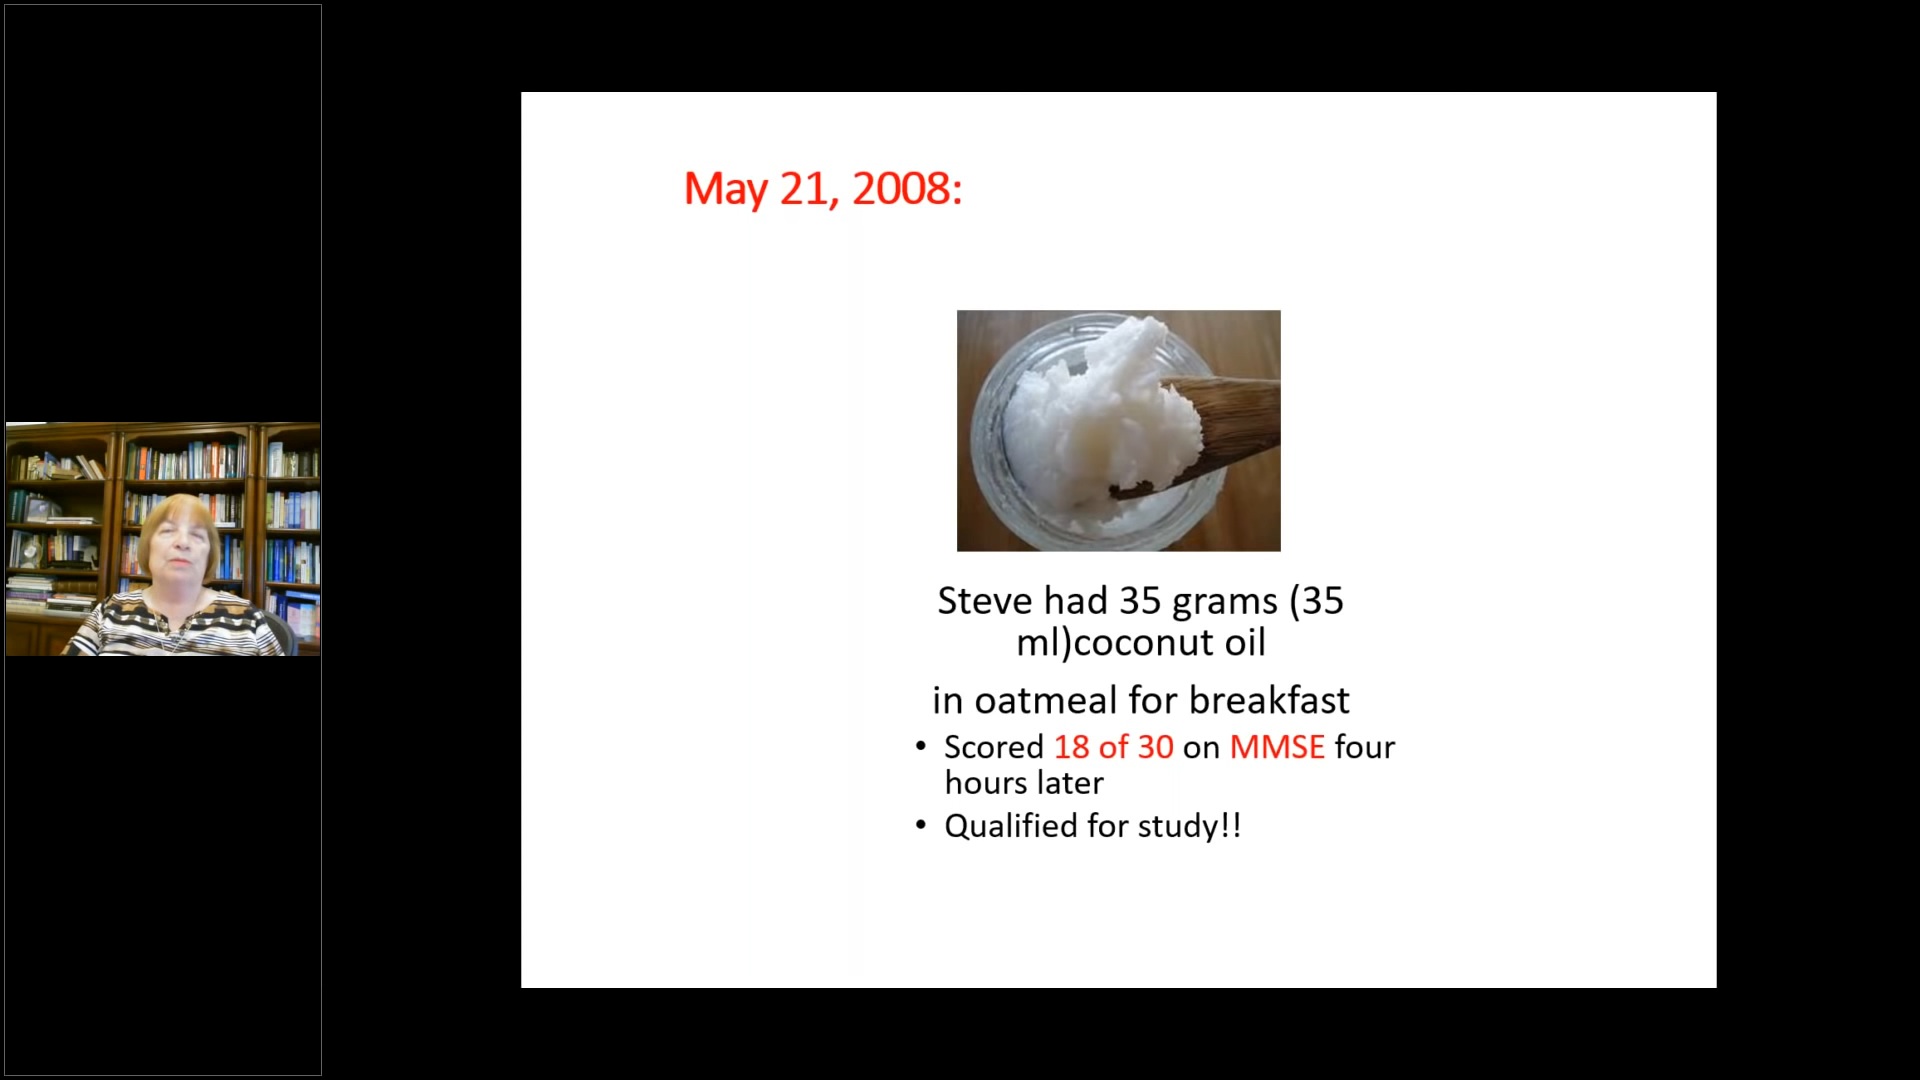 May 21, 2008:
Steve had 35 grams (35
ml)coconut oil
in oatmeal for breakfast
• Scored 18 of 30 on MMSE four
hours later
• Qualified for study!!